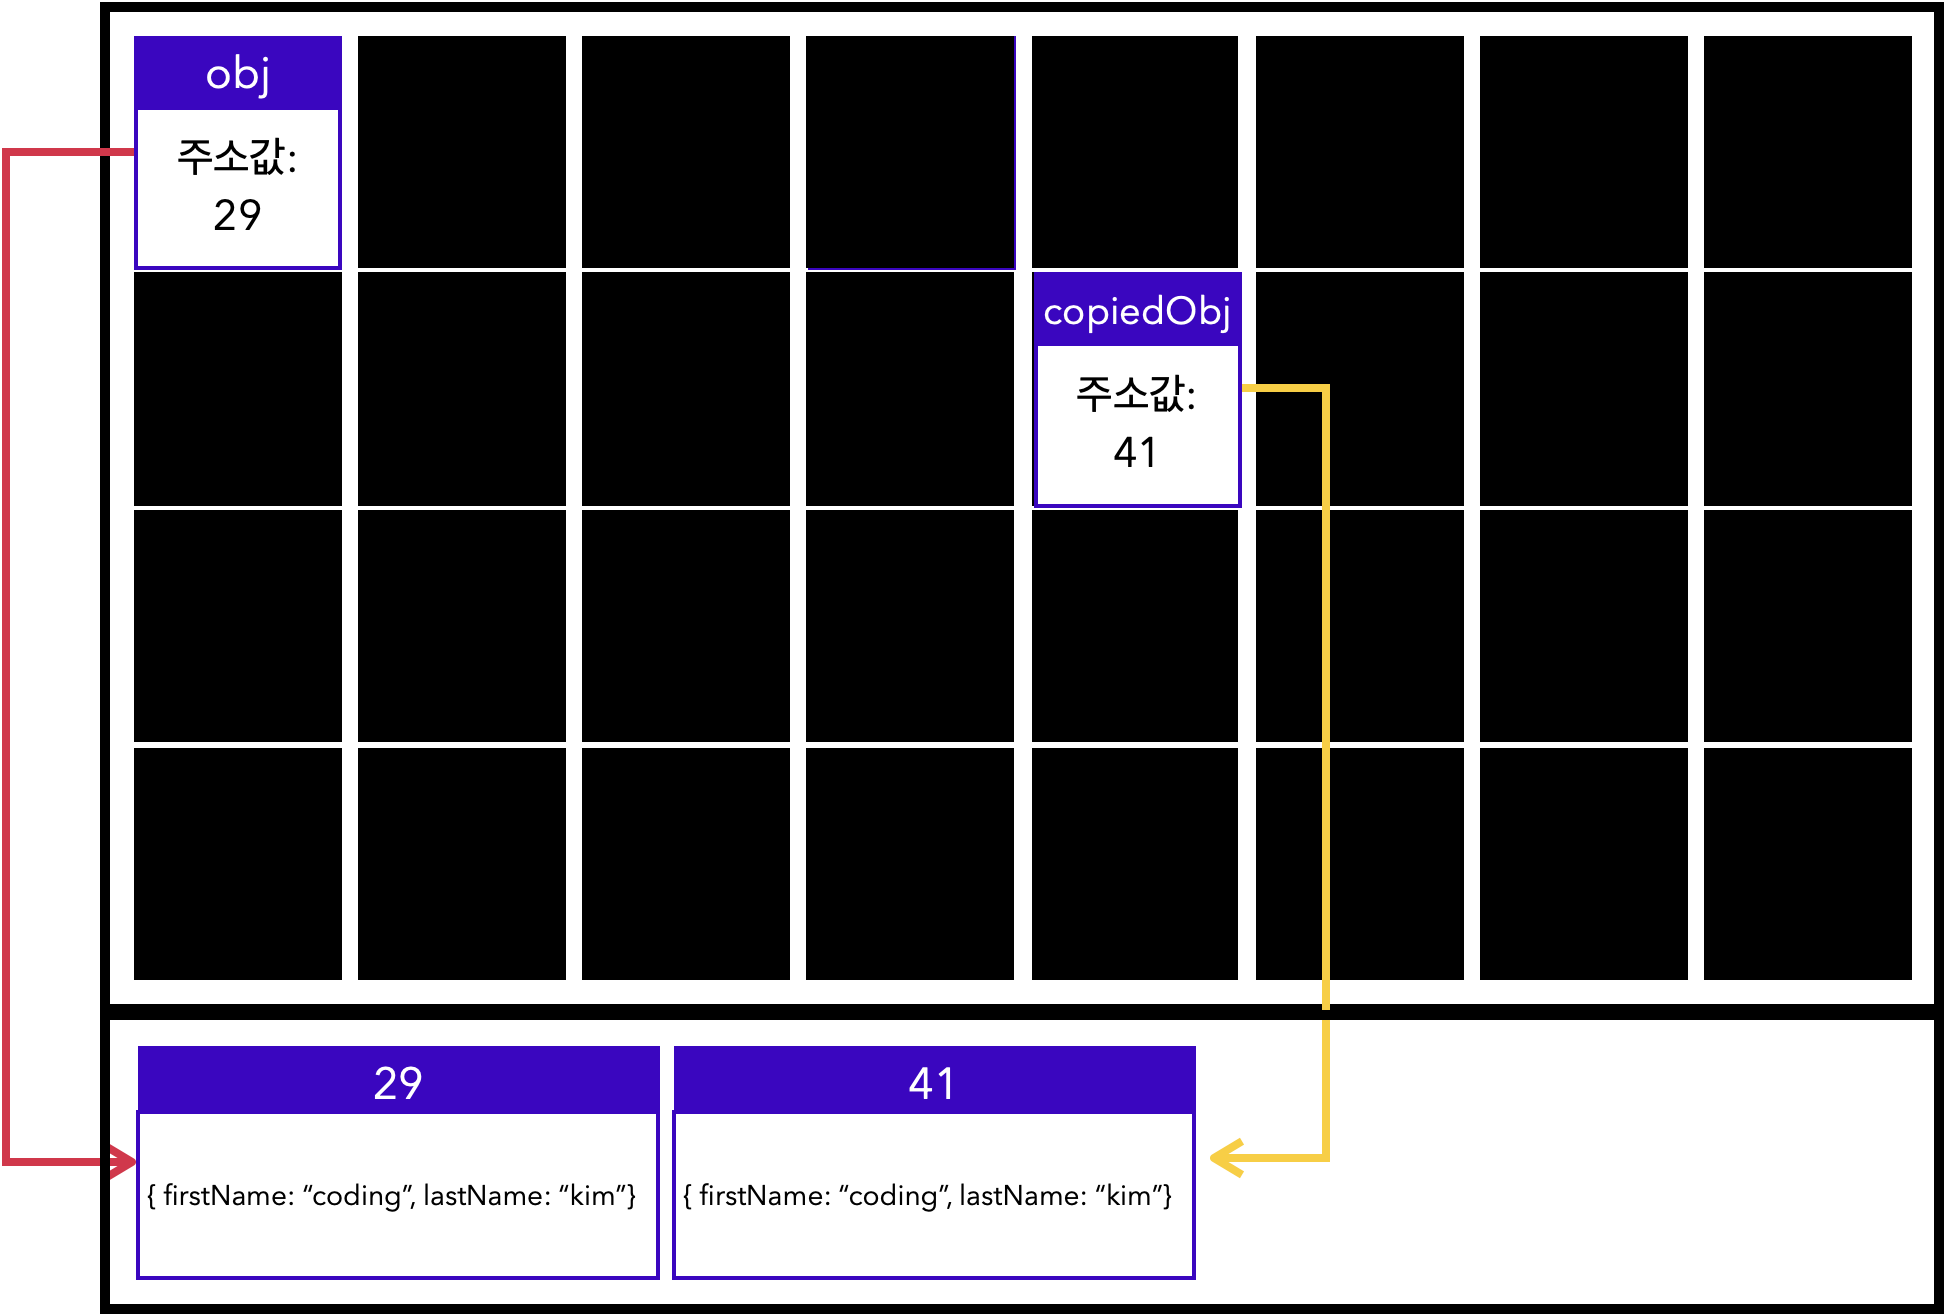 obj
주소값:
29
copiedObj
주소값:
41
29
41
{ firstName: “coding”, lastName: “kim”}
{ firstName: “coding”, lastName: “kim”}